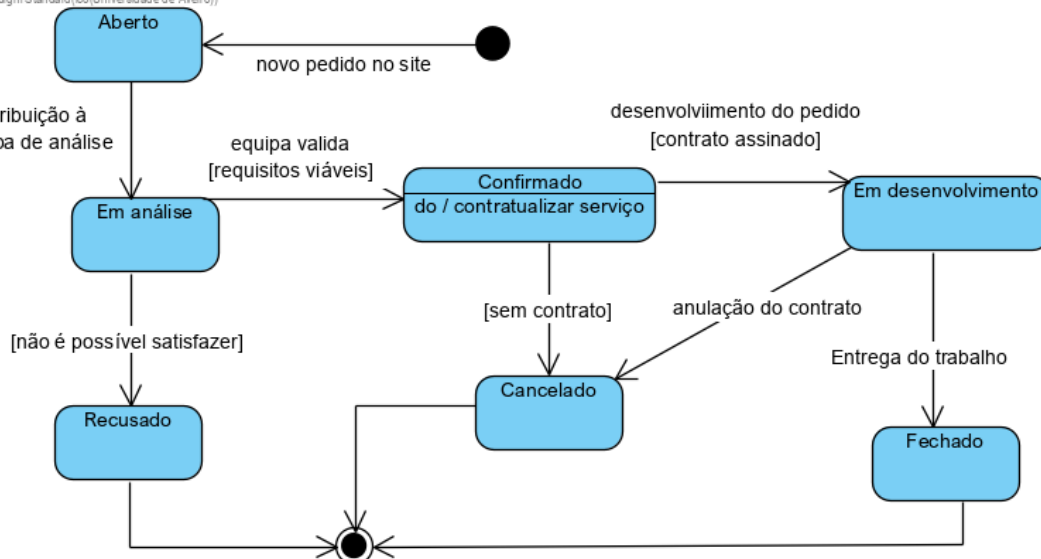 Aberto
novo pedido no site
ribuição à
de análise
desenvolviimento do pedido
[contrato assinado]
equipa valida
[requisitos viáveis]
Confirmado
do / contratualizar serviço
Em desenvolvimento
Em análise
[sem contrato]
anulação do contrato
[não é possível satisfazer]
Entrega do trabalho
Cancelado
Recusado
Fechado